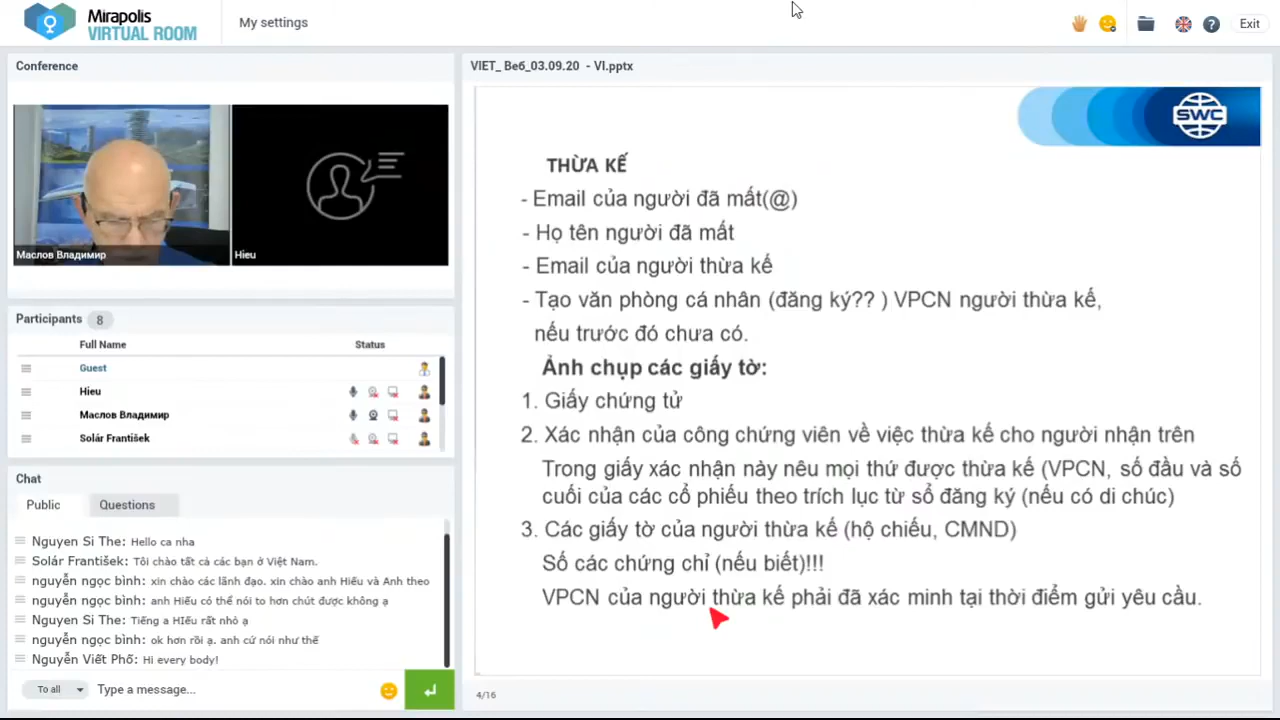 Mirapolis
VIRTUAL ROOM
My settings
Exit
Conference
Маслов Владимир
Hieu
Participants 8
Full Name Status
Guest
Hieu
Маслов Владимир
Solár František
Chat
Public Questions
Nguyen Si The: Hello ca nha
Solár František: Tôi chào tất cả các bạn ở Việt Nam.
nguyễn ngọc bình: xin chào các lãnh đạo. xin chào anh Hiếu và Anh theo
nguyễn ngọc bình: anh Hiếu có thể nói to hơn chút được không ạ
Nguyen Si The: Tiếng a HIếu rất nhỏ ạ
nguyễn ngọc bình: ok hơn rồi ạ. anh cứ nói như thế
Nguyễn Viết Phố: Hi every body!
To all Type a message...
VIET_ Веб_03.09.20 - VI.pptx
SWC
THỪA KẾ
- Email của người đã mất(@)
- Họ tên người đã mất
- Email của người thừa kế
- Tạo văn phòng cá nhân (đăng ký?? ) VPCN người thừa kế,
nếu trước đó chưa có.
Ảnh chụp các giấy tờ:
1. Giấy chứng tử
2. Xác nhận của công chứng viên về việc thừa kế cho người nhận trên
Trong giấy xác nhận này nêu mọi thứ được thừa kế (VPCN, số đầu và số
cuối của các cổ phiếu theo trích lục từ sổ đăng ký (nếu có di chúc)
3. Các giấy tờ của người thừa kế (hộ chiếu, CMND)
Số các chứng chỉ (nếu biết)!!!
VPCN của người thừa kế phải đã xác minh tại thời điểm gửi yêu cầu.
4/16